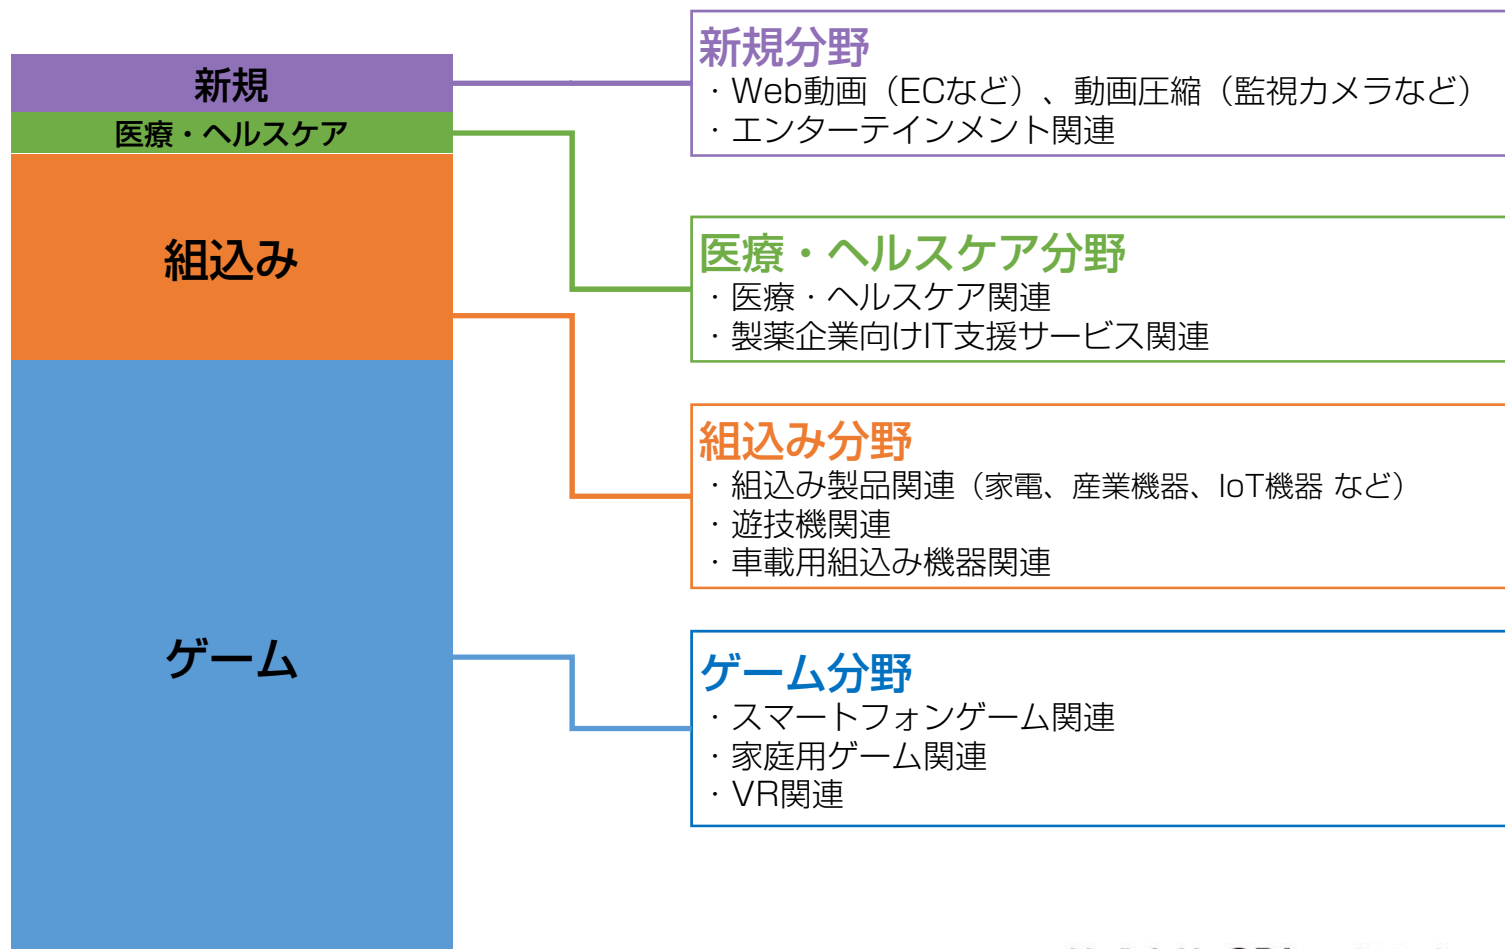 新規
医療・ヘルスケア
組込み
ゲーム
新規分野
・Web動画（ECなど）、動画圧縮（監視カメラなど）
・エンターテインメント関連
医療・ヘルスケア分野
・医療・ヘルスケア関連
・製薬企業向けIT支援サービス関連
組込み分野
・組込み製品関連（家電、産業機器、IoT機器 など）
・遊技機関連
・車載用組込み機器関連
ゲーム分野
・スマートフォンゲーム関連
・家庭用ゲーム関連
・VR関連